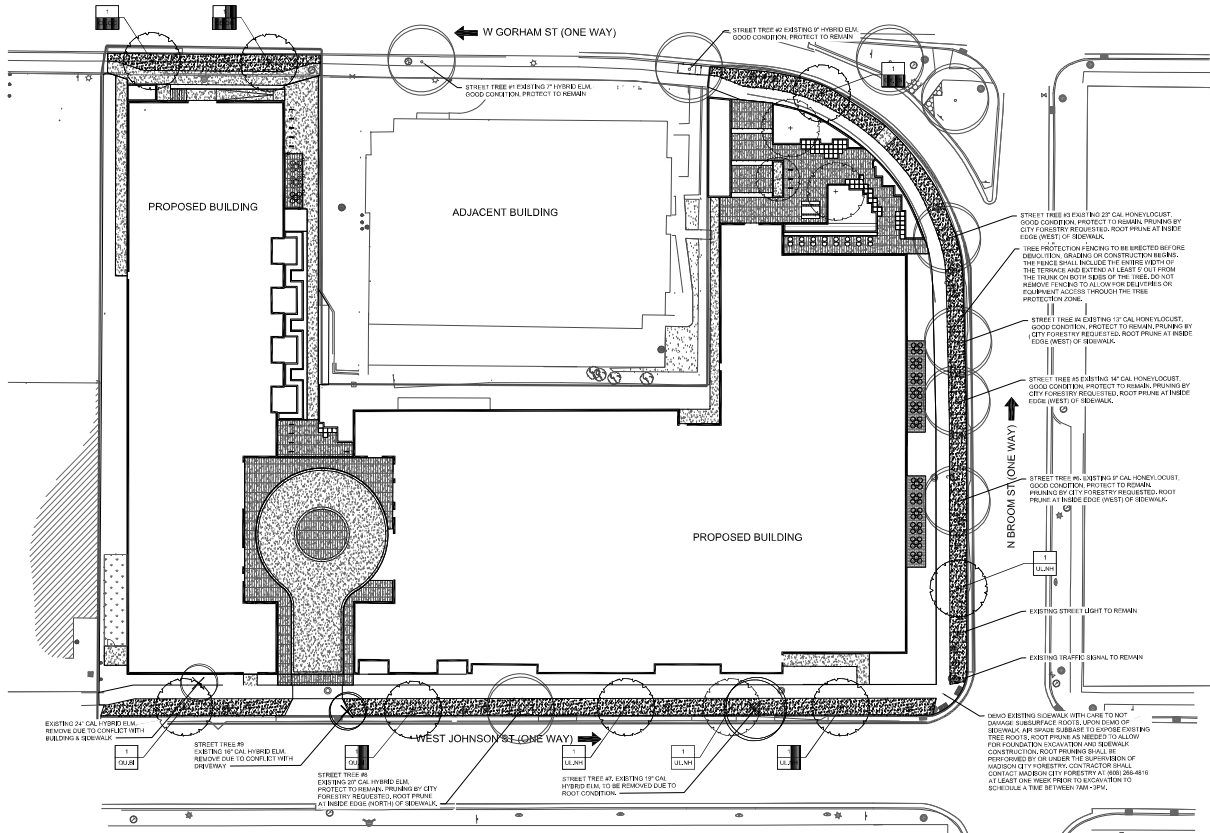 1
1
W GORHAM ST (ONE WAY)
STREET TREE #2 EXISTING 9" HYBRID ELM,
GOOD CONDITION, PROTECT TO REMAIN
1
STREET TREE #1 EXISTING 7" HYBRID ELM,
GOOD CONDITION, PROTECT TO REMAIN
PROPOSED BUILDING
ADJACENT BUILDING
STREET TREE #3 EXISTING 23" CAL HONEYLOCUST,
GOOD CONDITION, PROTECT TO REMAIN. PRUNING BY
CITY FORESTRY REQUESTED. ROOT PRUNE AT INSIDE
EDGE (WEST) OF SIDEWALK.
TREE PROTECTION FENCING TO BE ERECTED BEFORE
DEMOLITION, GRADING OR CONSTRUCTION BEGINS.
THE FENCE SHALL INCLUDE THE ENTIRE WIDTH OF
THE TERRACE AND EXTEND AT LEAST 5' OUT FROM
THE TRUNK ON BOTH SIDES OF THE TREE. DO NOT
REMOVE FENCING TO ALLOW FOR DELIVERIES OR
EQUIPMENT ACCESS THROUGH THE TREE
PROTECTION ZONE.
STREET TREE #4 EXISTING 13" CAL HONEYLOCUST,
GOOD CONDITION, PROTECT TO REMAIN. PRUNING BY
CITY FORESTRY REQUESTED. ROOT PRUNE AT INSIDE
EDGE (WEST) OF SIDEWALK.
STREET TREE #5 EXISTING 14" CAL HONEYLOCUST,
GOOD CONDITION, PROTECT TO REMAIN. PRUNING BY
CITY FORESTRY REQUESTED. ROOT PRUNE AT INSIDE
EDGE (WEST) OF SIDEWALK.
N BROOM ST (ONE WAY)
STREET TREE #6. EXISTING 9" CAL HONEYLOCUST,
GOOD CONDITION, PROTECT TO REMAIN.
PRUNING BY CITY FORESTRY REQUESTED. ROOT
PRUNE AT INSIDE EDGE (WEST) OF SIDEWALK.
PROPOSED BUILDING
1
ULNH
EXISTING STREET LIGHT TO REMAIN
EXISTING TRAFFIC SIGNAL TO REMAIN
EXISTING 24" CAL HYBRID ELM.
REMOVE DUE TO CONFLICT WITH
BUILDING & SIDEWALK
1
QUBI
STREET TREE #9
EXISTING 16" CAL HYBRID ELM.
REMOVE DUE TO CONFLICT WITH
DRIVEWAY
WEST JOHNSON ST (ONE WAY)
1
1
ULNH
1
ULNH
1
STREET TREE #8
EXISTING 20" CAL HYBRID ELM,
PROTECT TO REMAIN. PRUNING BY CITY
FORESTRY REQUESTED. ROOT PRUNE
AT INSIDE EDGE (NORTH) OF SIDEWALK.
STREET TREE #7. EXISTING 19" CAL
HYBRID ELM, TO BE REMOVED DUE TO
ROOT CONDITION.
DEMO EXISTING SIDEWALK WITH CARE TO NOT
DAMAGE SUBSURFACE ROOTS. UPON DEMO OF
SIDEWALK, AIR SPADE SUBBASE TO EXPOSE EXISTING
TREE ROOTS. ROOT PRUNE AS NEEDED TO ALLOW
FOR FOUNDATION EXCAVATION AND SIDEWALK
CONSTRUCTION. ROOT PRUNING SHALL BE
PERFORMED BY OR UNDER THE SUPERVISION OF
MADISON CITY FORESTRY. CONTRACTOR SHALL
CONTACT MADISON CITY FORESTRY AT (608) 266-4816
AT LEAST ONE WEEK PRIOR TO EXCAVATION TO
SCHEDULE A TIME BETWEEN 7AM - 3PM.